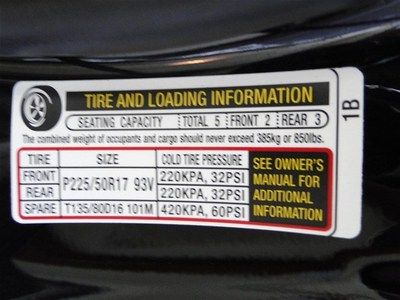 TIRE AND LOADING INFORMATION
SEATING CAPACITY TOTAL 5 FRONT 2 REAR 3
The combined weight of occupants and cargo should never exceed 385kg or 850lbs.
TIRE SIZE COLD TIRE PRESSURE
FRONT P225/50R17 93V 220KPA, 32PSI
REAR 220KPA, 32PSI
SPARE T135/80D16 101M 420KPA, 60PSI
SEE OWNER'S
MANUAL FOR
ADDITIONAL
INFORMATION
1B